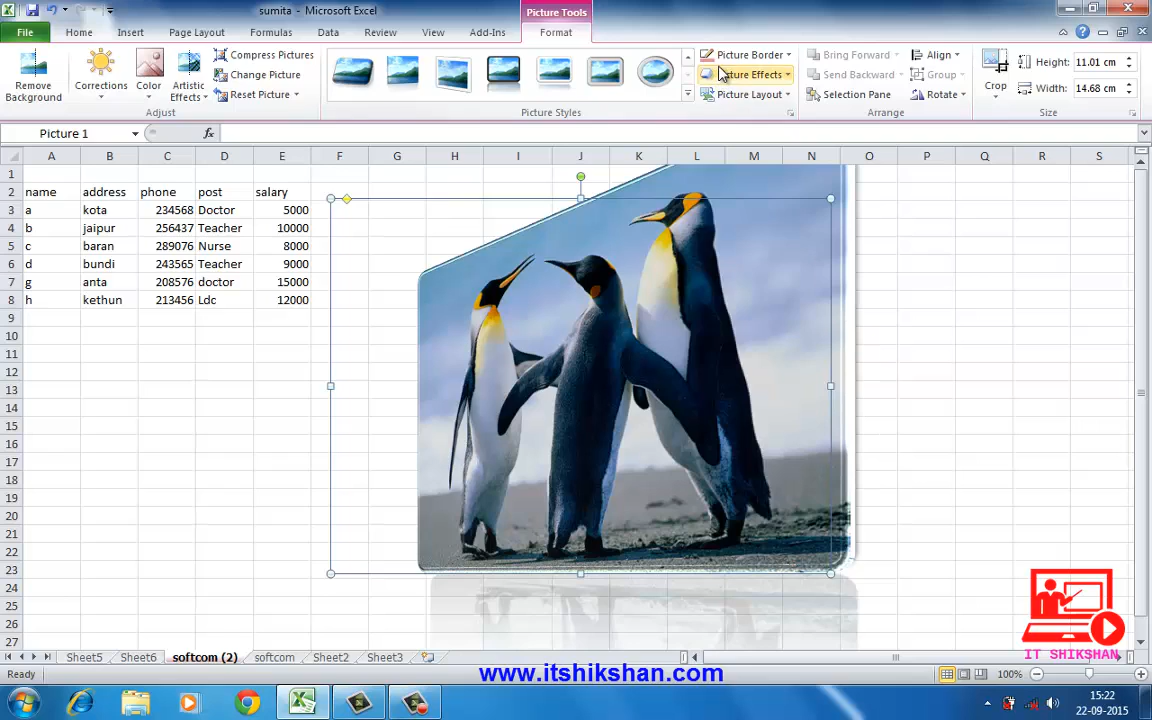 sumita - Microsoft Excel
Picture Tools
File
Home
Insert
Page Layout
Formulas
Data
Review
View
Add-Ins
Format
Remove Background
Corrections
Color
Artistic Effects
Compress Pictures
Change Picture
Reset Picture
Adjust
Picture Styles
Picture Border
cture Effects
Picture Layout
Bring Forward
Send Backward
Selection Pane
Align
Group
Rotate
Arrange
Crop
Height: 11.01 cm
Width: 14.68 cm
Size
Picture 1
fx
A B C D E F G H I J K L M N O P Q R S
1
2 name address phone post salary
3 a kota 234568 Doctor 5000
4 b jaipur 256437 Teacher 10000
5 c baran 289076 Nurse 8000
6 d bundi 243565 Teacher 9000
7 g anta 208576 doctor 15000
8 h kethun 213456 Ldc 12000
9
10
11
12
13
14
15
16
17
18
19
20
21
22
23
24
25
26
27
IT SHIKSHAN
Sheet5 Sheet6 softcom (2) softcom Sheet2 Sheet3
Ready
www.itshikshan.com
100%
15:22
22-09-2015